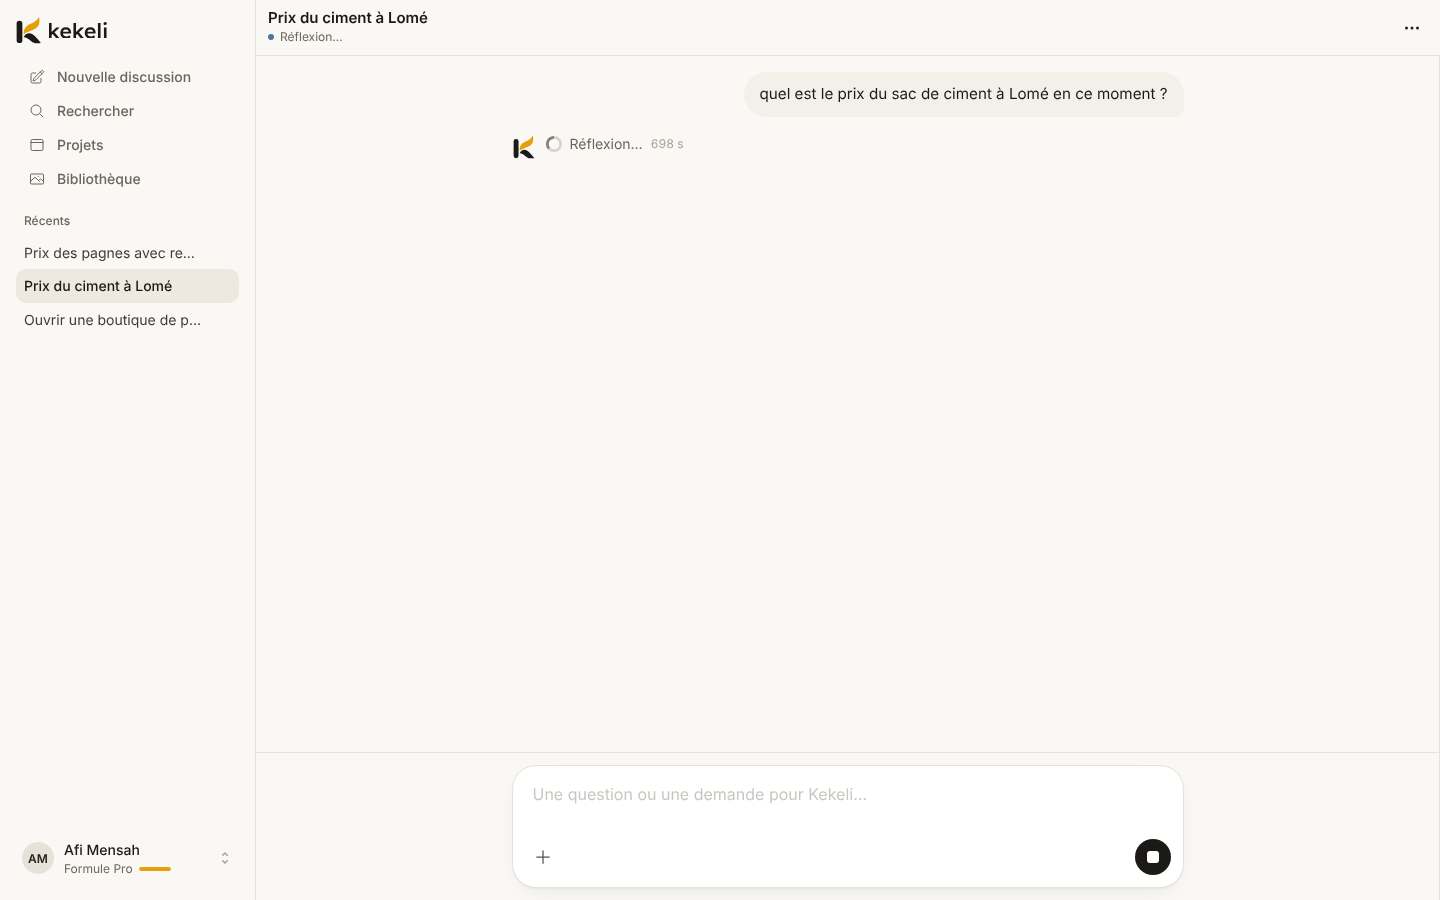 kekeli
Nouvelle discussion
Rechercher
Projets
Bibliothèque
Récents
Prix des pagnes avec re...
Prix du ciment à Lomé
Ouvrir une boutique de p...
AM
Afi Mensah
Formule Pro
Prix du ciment à Lomé
Réflexion...
quel est le prix du sac de ciment à Lomé en ce moment ?
Réflexion... 698 s
Une question ou une demande pour Kekeli...